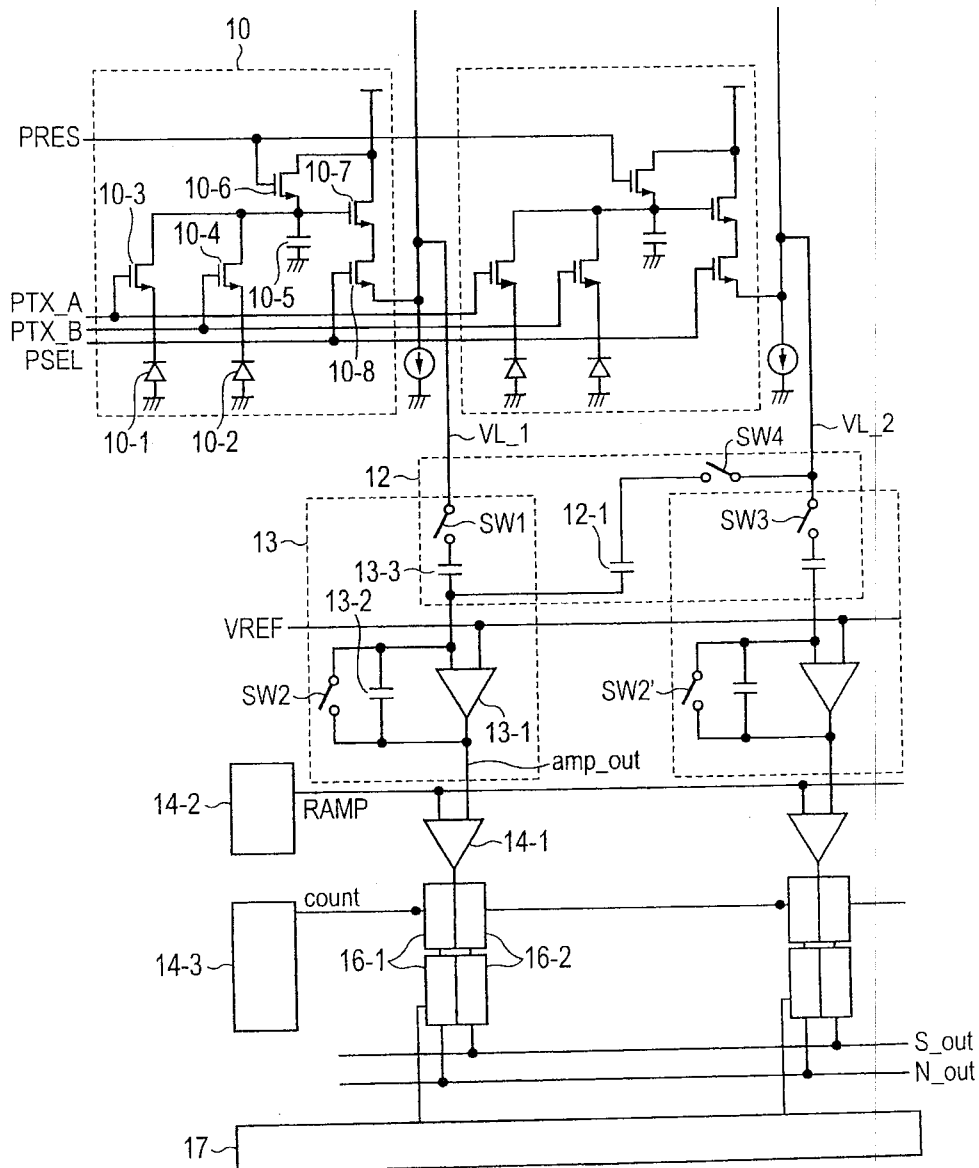 10
PRES
10-7
10-6
10-3
10-4
10-5
PTX_A
PTX_B
PSEL
10-8
10-1
10-2
VL_1
VL_2
SW4
12
SW1
12-1
SW3
13
13-3
13-2
VREF
SW2
SW2'
13-1
amp_out
14-2
RAMP
14-1
count
14-3
16-1
16-2
S_out
N_out
17